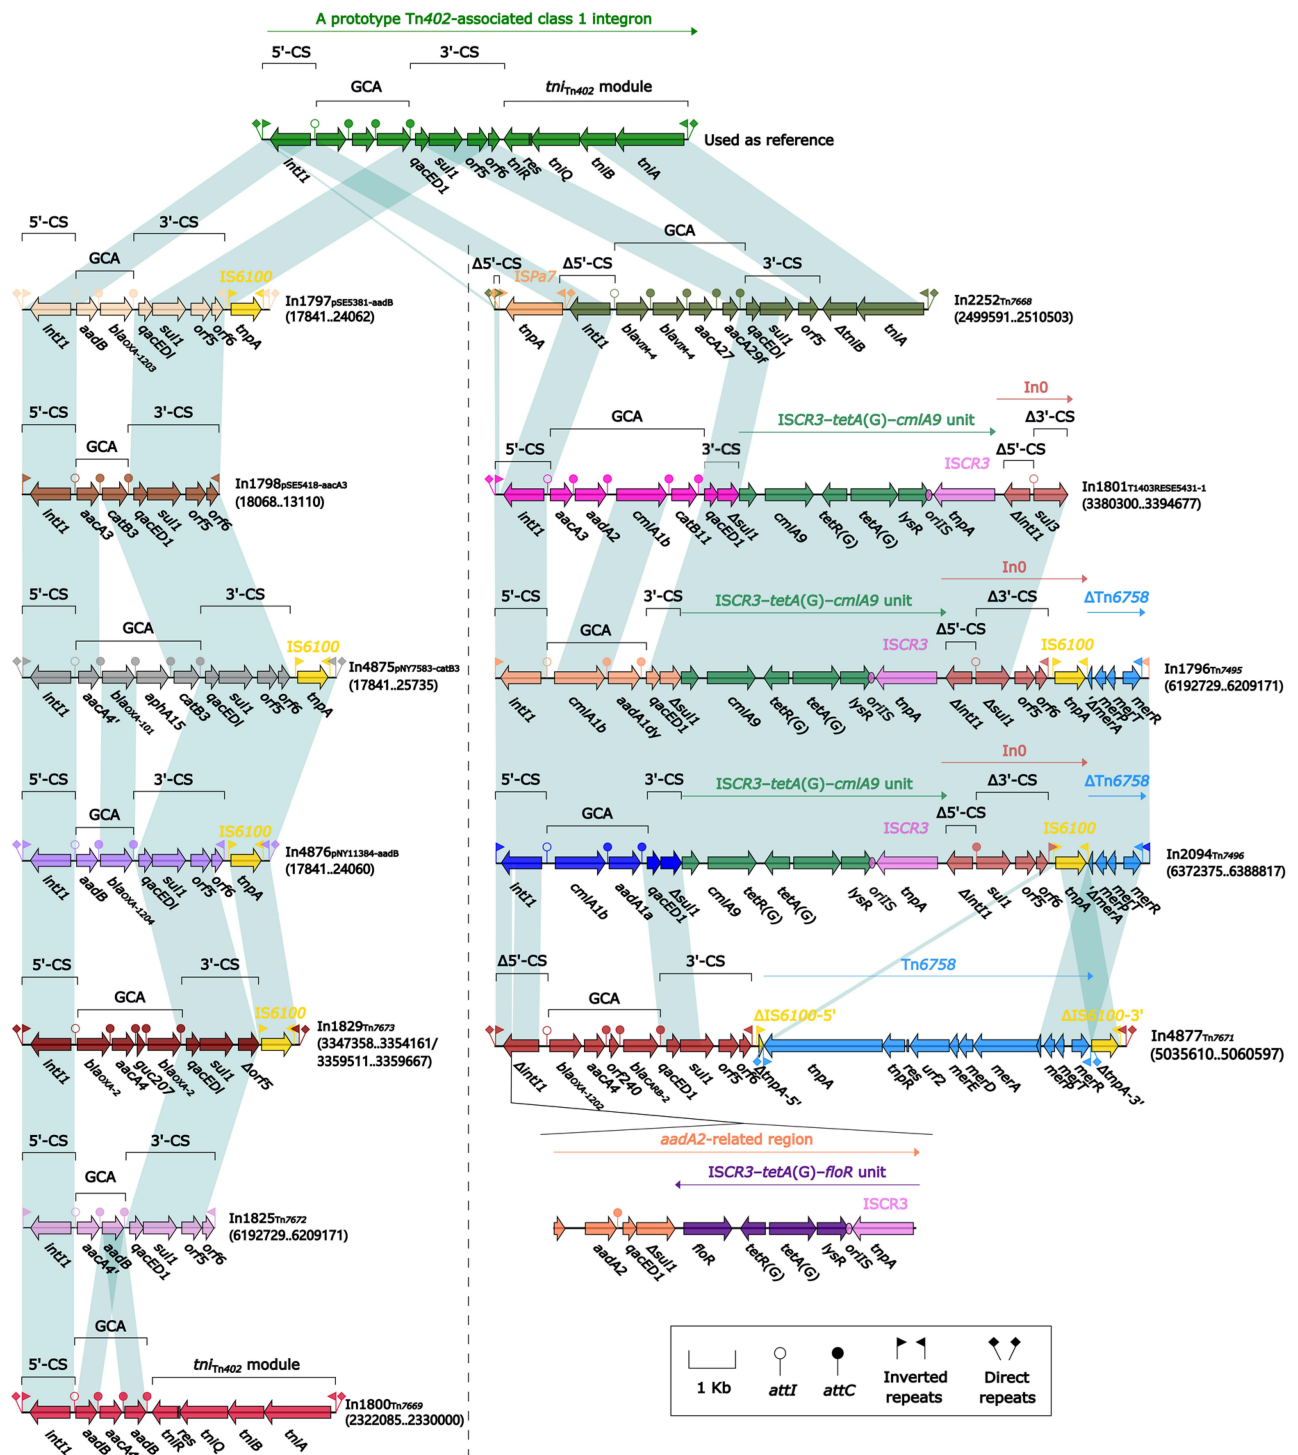 A prototype Tn402-associated class 1 integron
5'-CS
3'-CS
GCA
tniTn402 module
Used as reference
intI1
qacED1
sul1
orf5
orf6
tniR
res
tniQ
tniB
tniA
5'-CS
3'-CS
GCA
IS6100
In1797pSE5381-aadB
(17841..24062)
intI1
aadB
blaOXA-1203
qacEDI
sul1
orf5
orf6
tnpA
5'-CS
3'-CS
GCA
In1798pSE5418-aacA3
(18068..13110)
intI1
aacA3
catB3
qacED1
sul1
orf5
orf6
5'-CS
3'-CS
GCA
IS6100
In4875pNY7583-catB3
(17841..25735)
intI1
aacA4'
blaOXA-101
aphA15
catB3
qacEDI
sul1
orf5
orf6
tnpA
5'-CS
3'-CS
GCA
IS6100
In4876pNY11384-aadB
(17841..24060)
intI1
aadB
blaOXA-1204
qacEDI
sul1
orf5
orf6
tnpA
5'-CS
3'-CS
GCA
IS6100
In1829Tn7673
(3347358..3354161/
3359511..3359667)
intI1
blaOXA-2
aacA4
guc207
blaOXA-2
qacEDI
sul1
Δorf5
tnpA
5'-CS
3'-CS
GCA
In1825Tn7672
(6192729..6209171)
intI1
aacA4'
aadB
qacED1
sul1
orf5
orf6
GCA
5'-CS
tniTn402 module
In1800Tn7669
(2322085..2330000)
intI1
aadB
aacA4
aadB
tniR
res
tniQ
tniB
tniA
GCA
Δ5'-CS
ISPa7
Δ5'-CS
3'-CS
In2252Tn7668
(2499591..2510503)
tnpA
intI1
blaVIM-4
blaVIM-4
aacA27
aacA29f
qacEDI
sul1
orf5
ΔtniB
tniA
In0
GCA
ISCR3–tetA(G)–cmlA9 unit
Δ3'-CS
5'-CS
3'-CS
ISCR3
Δ5'-CS
In1801T1403RESE5431-1
(3380300..3394677)
intI1
aacA3
aadA2
cmlA1b
catB11
qacED1
Δsul1
cmlA9
tetR(G)
tetA(G)
lysR
oriIS
tnpA
ΔintI1
sul3
In0
5'-CS
3'-CS
ISCR3–tetA(G)–cmlA9 unit
Δ3'-CS
ΔTn6758
GCA
ISCR3
Δ5'-CS
IS6100
In1796Tn7495
(6192729..6209171)
intI1
cmlA1b
aadA1dy
qacED1
Δsul1
cmlA9
tetR(G)
tetA(G)
lysR
oriIS
tnpA
ΔintI1
Δsul1
orf5
orf6
tnpA
'ΔmerA
merP
merT
merR
In0
5'-CS
3'-CS
ISCR3–tetA(G)–cmlA9 unit
Δ3'-CS
ΔTn6758
GCA
ISCR3
Δ5'-CS
IS6100
In2094Tn7496
(6372375..6388817)
intI1
cmlA1b
aadA1a
qacED1
Δsul1
cmlA9
tetR(G)
tetA(G)
lysR
oriIS
tnpA
ΔintI1
sul1
orf5
orf6
tnpA
ΔmerA
merP
merT
merR
Δ5'-CS
3'-CS
Tn6758
GCA
ΔIS6100-5'
ΔIS6100-3'
In4877Tn7671
(5035610..5060597)
ΔintI1
blaOXA-1202
aacA4
orf240
blaCARB-2
qacED1
sul1
orf5
orf6
ΔtnpA-5'
tnpA
tnpR
res
urf2
merE
merD
merA
merP
merT
merR
ΔtnpA-3'
aadA2-related region
ISCR3–tetA(G)–floR unit
ISCR3
aadA2
qacED1
Δsul1
floR
tetR(G)
tetA(G)
lysR
oriIS
tnpA
1 Kb
attI
attC
Inverted
repeats
Direct
repeats